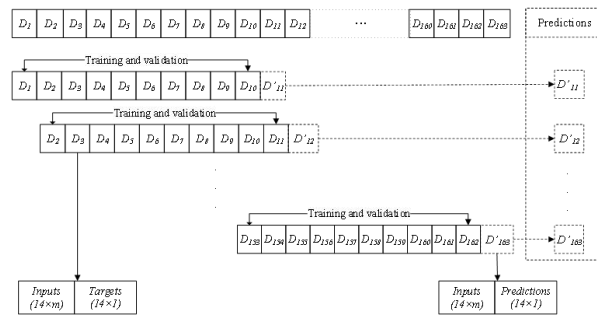 D1 D2 D3 D4 D5 D6 D7 D8 D9 D10 D11 D12 ... D160 D161 D162 D163 Predictions
Training and validation
D1 D2 D3 D4 D5 D6 D7 D8 D9 D10 D'11 D'11
Training and validation
D2 D3 D4 D5 D6 D7 D8 D9 D10 D11 D'12 D'12
Training and validation
D153 D154 D155 D156 D157 D158 D159 D160 D161 D162 D'163 D'163
Inputs Targets Inputs Predictions
(14×m) (14×1) (14×m) (14×1)